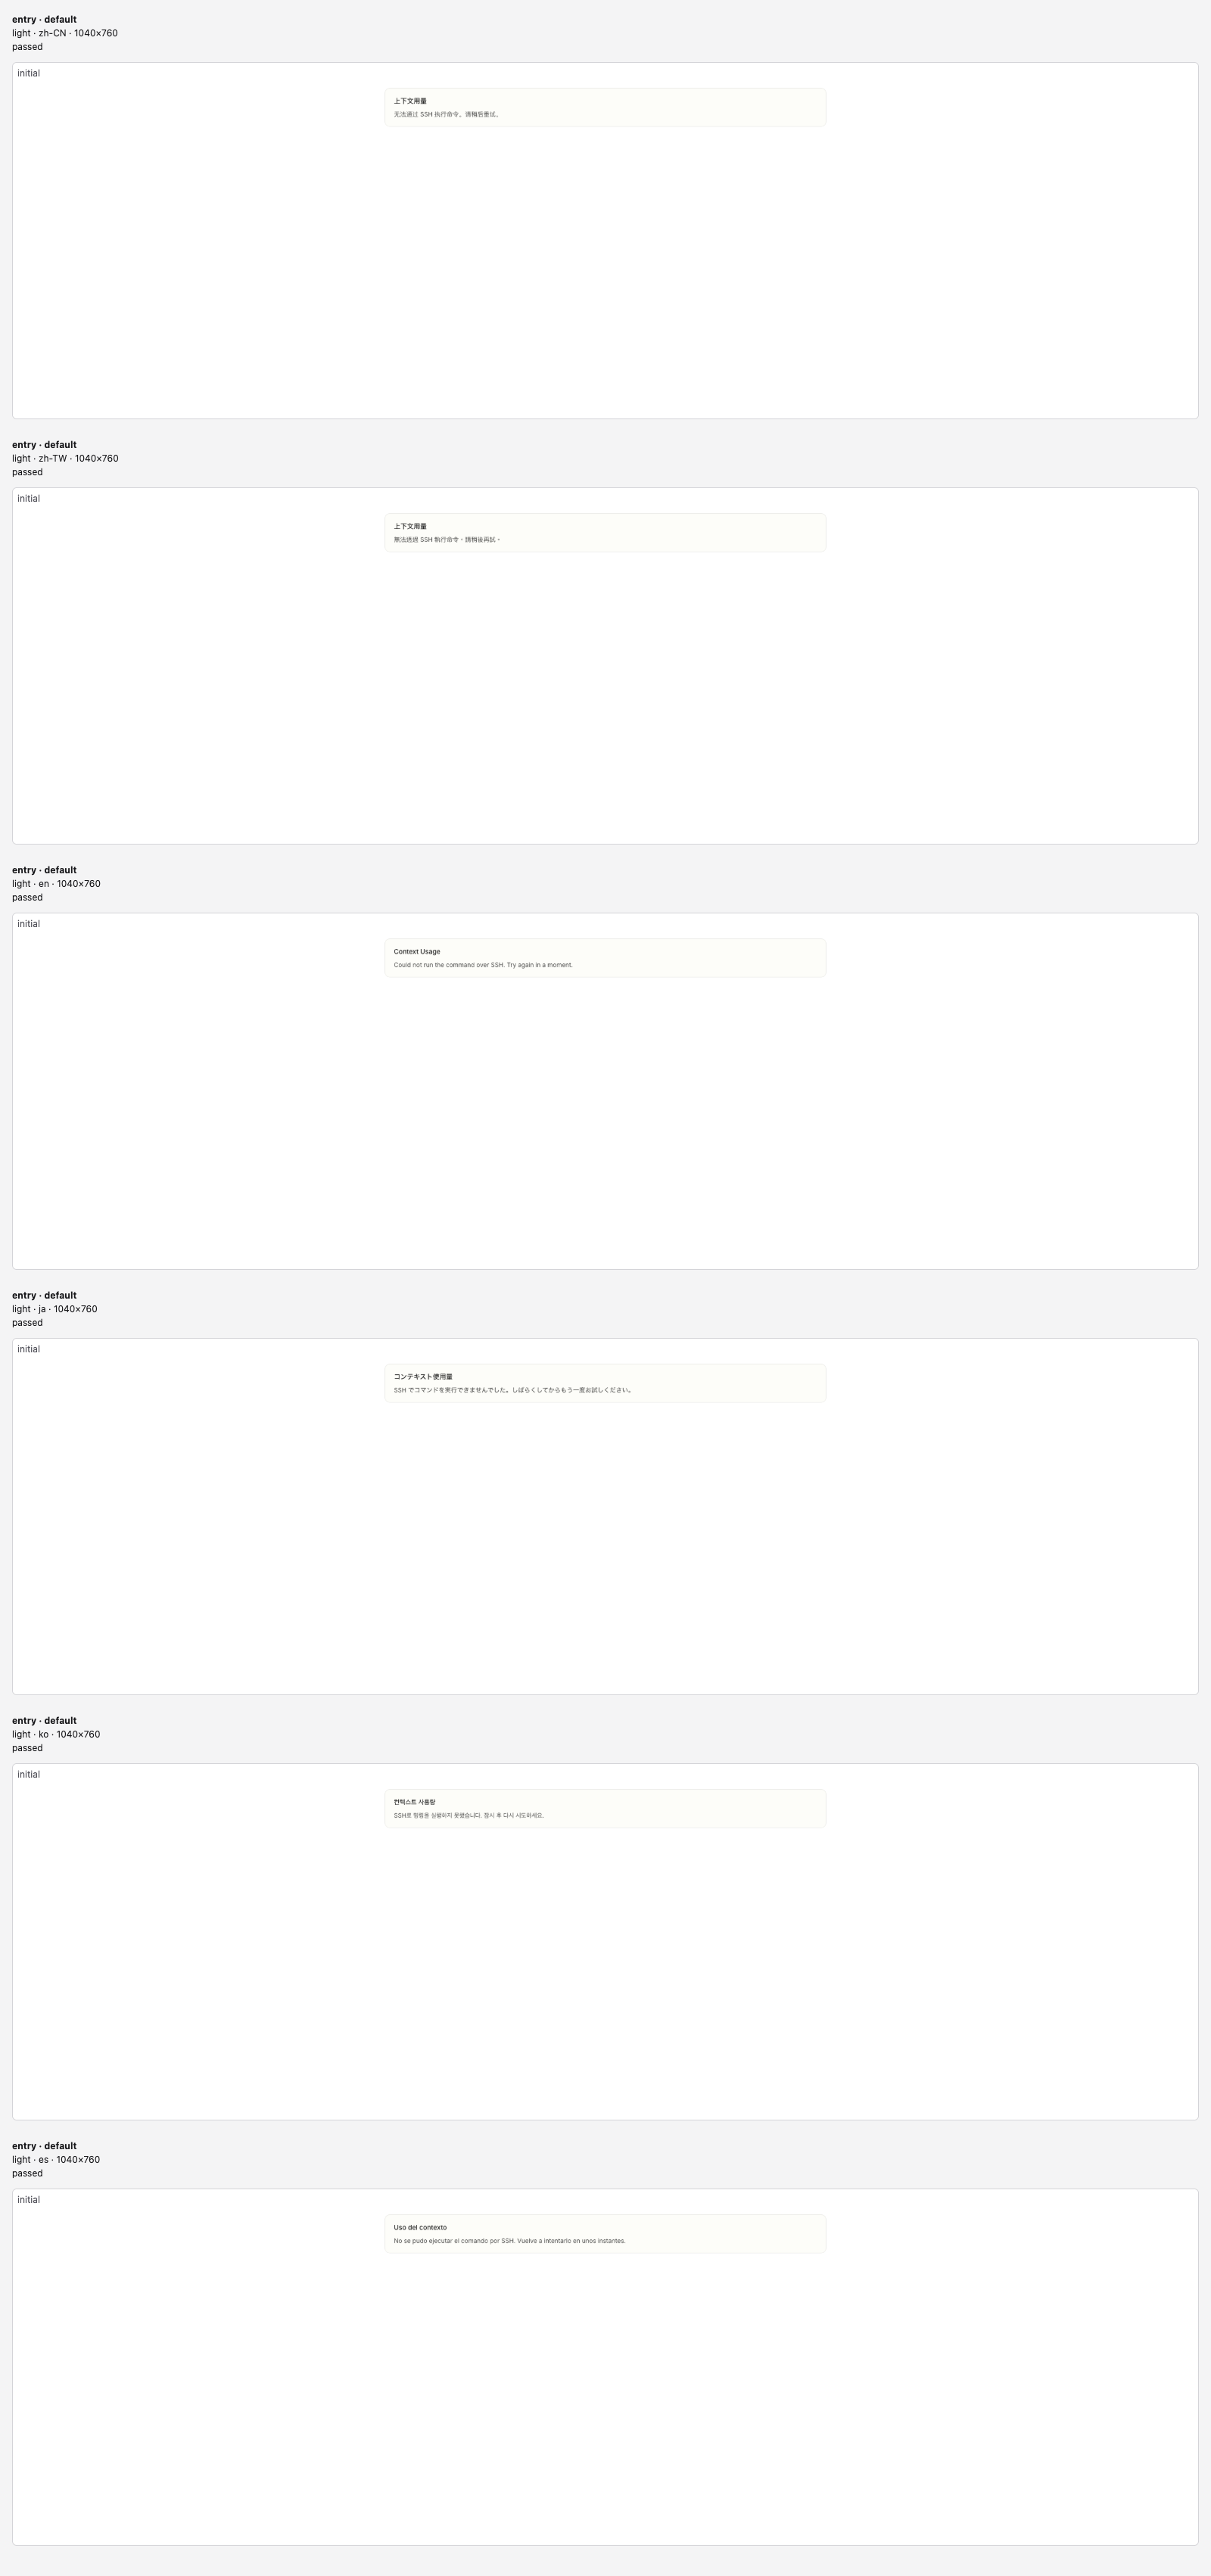 entry · default
light · zh-CN · 1040×760
passed
initial
上下文用量
无法通过 SSH 执行命令。请稍后重试。
entry · default
light · zh-TW · 1040×760
passed
initial
上下文用量
無法透過 SSH 執行命令。請稍後再試。
entry · default
light · en · 1040×760
passed
initial
Context Usage
Could not run the command over SSH. Try again in a moment.
entry · default
light · ja · 1040×760
passed
initial
コンテキスト使用量
SSH でコマンドを実行できませんでした。しばらくしてからもう一度お試しください。
entry · default
light · ko · 1040×760
passed
initial
컨텍스트 사용량
SSH로 명령을 실행하지 못했습니다. 잠시 후 다시 시도하세요.
entry · default
light · es · 1040×760
passed
initial
Uso del contexto
No se pudo ejecutar el comando por SSH. Vuelve a intentarlo en unos instantes.